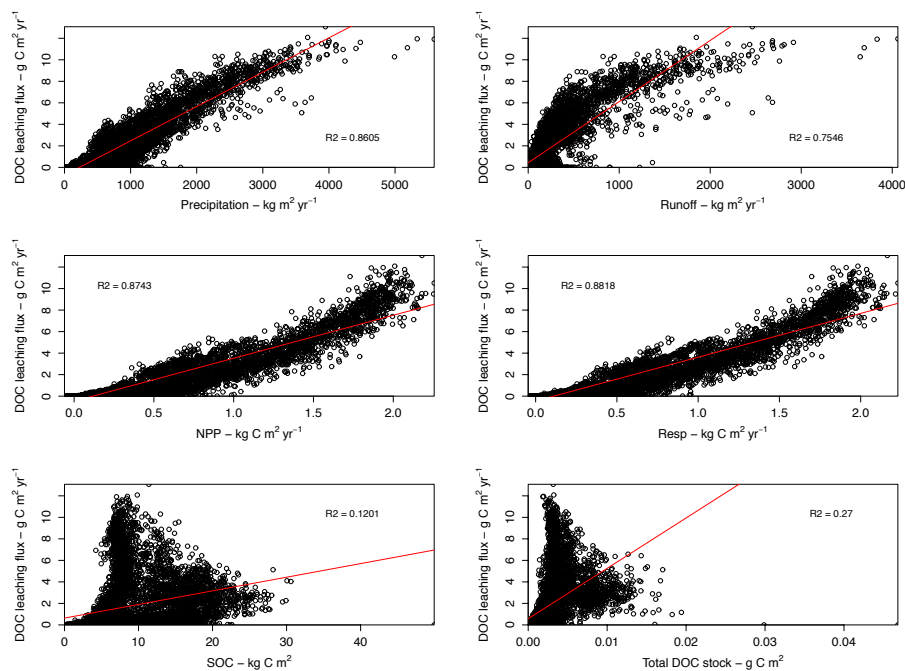 DOC leaching flux – g C m² yr⁻¹
0 2 4 6 8 10
R2 = 0.8605
0 1000 2000 3000 4000 5000
Precipitation – kg m² yr⁻¹
DOC leaching flux – g C m² yr⁻¹
0 2 4 6 8 10
R2 = 0.7546
0 1000 2000 3000 4000
Runoff – kg m² yr⁻¹
DOC leaching flux – g C m² yr⁻¹
0 2 4 6 8 10
R2 = 0.8743
0.0 0.5 1.0 1.5 2.0
NPP – kg C m² yr⁻¹
DOC leaching flux – g C m² yr⁻¹
0 2 4 6 8 10
R2 = 0.8818
0.0 0.5 1.0 1.5 2.0
Resp – kg C m² yr⁻¹
DOC leaching flux – g C m² yr⁻¹
0 2 4 6 8 10
R2 = 0.1201
0 10 20 30 40
SOC – kg C m²
DOC leaching flux – g C m² yr⁻¹
0 2 4 6 8 10
R2 = 0.27
0.00 0.01 0.02 0.03 0.04
Total DOC stock – g C m²